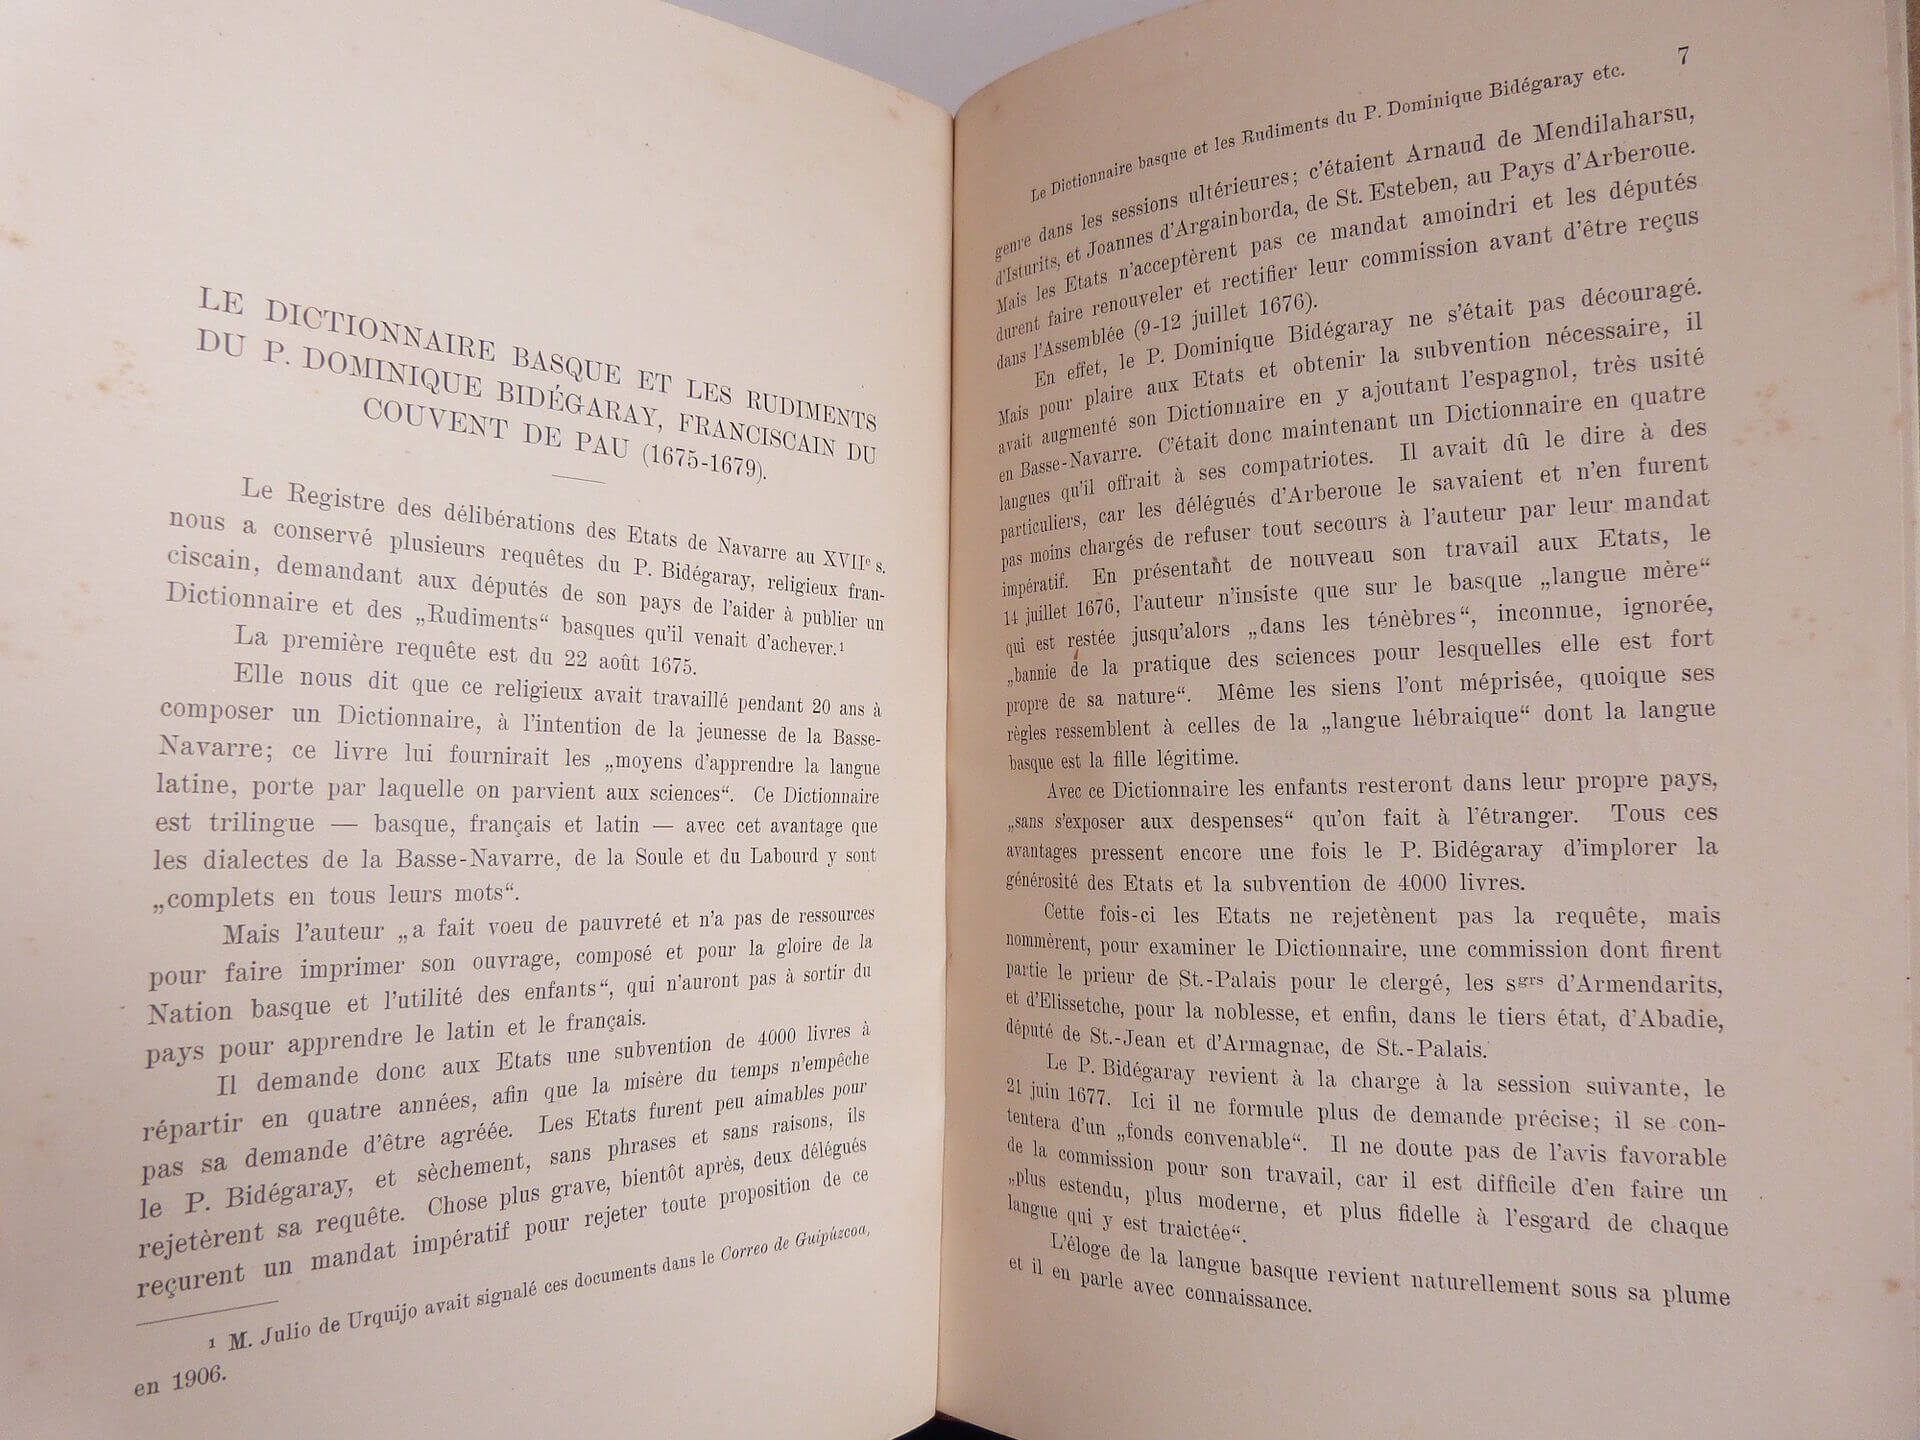 LE DICTIONNAIRE BASQUE ET LES RUDIMENTS
DU P. DOMINIQUE BIDÉGARAY, FRANCISCAIN DU
COUVENT DE PAU (1675-1679).
Le Registre des délibérations des Etats de Navarre au XVIIe s.
nous a conservé plusieurs requêtes du P. Bidégaray, religieux fran-
ciscain, demandant aux députés de son pays de l'aider à publier un
Dictionnaire et des „Rudiments“ basques qu'il venait d'achever.¹
La première requête est du 22 août 1675.
Elle nous dit que ce religieux avait travaillé pendant 20 ans à
composer un Dictionnaire, à l'intention de la jeunesse de la Basse-
Navarre; ce livre lui fournirait les „moyens d'apprendre la langue
latine, porte par laquelle on parvient aux sciences“. Ce Dictionnaire
est trilingue — basque, français et latin — avec cet avantage que
les dialectes de la Basse-Navarre, de la Soule et du Labourd y sont
„complets en tous leurs mots“.
Mais l'auteur „a fait voeu de pauvreté et n'a pas de ressources
pour faire imprimer son ouvrage, composé et pour la gloire de la
Nation basque et l'utilité des enfants“, qui n'auront pas à sortir du
pays pour apprendre le latin et le français.
Il demande donc aux Etats une subvention de 4000 livres à
répartir en quatre années, afin que la misère du temps n'empêche
pas sa demande d'être agréée. Les Etats furent peu aimables pour
le P. Bidégaray, et sèchement, sans phrases et sans raisons, ils
rejetèrent sa requête. Chose plus grave, bientôt après, deux délégués
reçurent un mandat impératif pour rejeter toute proposition de ce
¹ M. Julio de Urquijo avait signalé ces documents dans le Correo de Guipúzcoa,
en 1906.
Le Dictionnaire basque et les Rudiments du P. Dominique Bidégaray etc. 7
genre dans les sessions ultérieures; c'étaient Arnaud de Mendilaharsu,
d'Isturits, et Joannes d'Argainborda, de St. Esteben, au Pays d'Arberoue.
Mais les Etats n'acceptèrent pas ce mandat amoindri et les députés
durent faire renouveler et rectifier leur commission avant d'être reçus
dans l'Assemblée (9-12 juillet 1676).
En effet, le P. Dominique Bidégaray ne s'était pas découragé.
Mais pour plaire aux Etats et obtenir la subvention nécessaire, il
avait augmenté son Dictionnaire en y ajoutant l'espagnol, très usité
en Basse-Navarre. C'était donc maintenant un Dictionnaire en quatre
langues qu'il offrait à ses compatriotes. Il avait dû le dire à des
particuliers, car les délégués d'Arberoue le savaient et n'en furent
pas moins chargés de refuser tout secours à l'auteur par leur mandat
impératif. En présentant de nouveau son travail aux Etats, le
14 juillet 1676, l'auteur n'insiste que sur le basque „langue mère“
qui est restée jusqu'alors „dans les ténèbres“, inconnue, ignorée,
„bannie de la pratique des sciences pour lesquelles elle est fort
propre de sa nature“. Même les siens l'ont méprisée, quoique ses
règles ressemblent à celles de la „langue hébraique“ dont la langue
basque est la fille légitime.
Avec ce Dictionnaire les enfants resteront dans leur propre pays,
„sans s'exposer aux despenses“ qu'on fait à l'étranger. Tous ces
avantages pressent encore une fois le P. Bidégaray d'implorer la
générosité des Etats et la subvention de 4000 livres.
Cette fois-ci les Etats ne rejetènent pas la requête, mais
nommèrent, pour examiner le Dictionnaire, une commission dont firent
partie le prieur de St.-Palais pour le clergé, les sgrs d'Armendarits,
et d'Elissetche, pour la noblesse, et enfin, dans le tiers état, d'Abadie,
député de St.-Jean et d'Armagnac, de St.-Palais.
Le P. Bidégaray revient à la charge à la session suivante, le
21 juin 1677. Ici il ne formule plus de demande précise; il se con-
tentera d'un „fonds convenable“. Il ne doute pas de l'avis favorable
de la commission pour son travail, car il est difficile d'en faire un
„plus estendu, plus moderne, et plus fidelle à l'esgard de chaque
langue qui y est traictée“.
L'éloge de la langue basque revient naturellement sous sa plume
et il en parle avec connaissance.